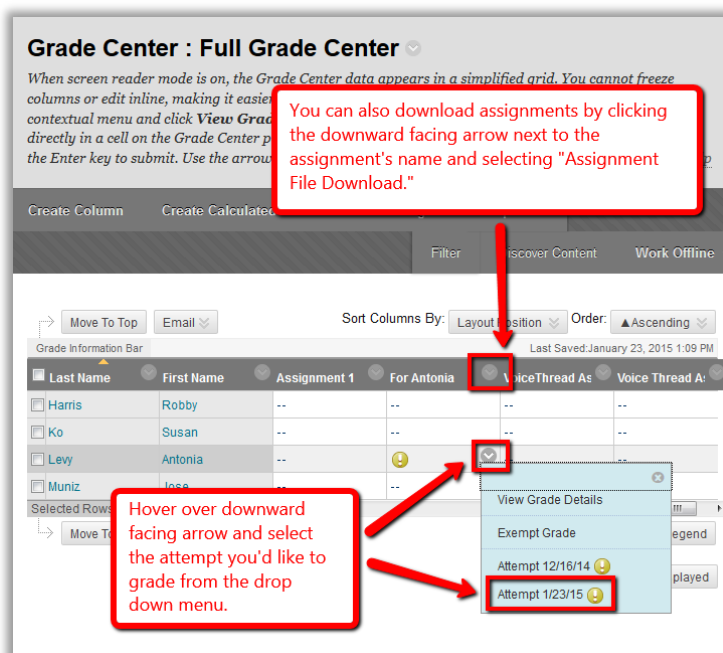 Grade Center : Full Grade Center
When screen reader mode is on, the Grade Center data appears in a simplified grid. You cannot freeze
columns or edit inline, making it easier
contextual menu and click View Grad
directly in a cell on the Grade Center p
the Enter key to submit. Use the arrow
You can also download assignments by clicking
the downward facing arrow next to the
assignment's name and selecting "Assignment
File Download."
Create Column Create Calculated
Filter Discover Content Work Offline
Move To Top Email Sort Columns By: Layout Position Order: ▲Ascending
Grade Information Bar Last Saved:January 23, 2015 1:09 PM
Last Name First Name Assignment 1 For Antonia VoiceThread As Voice Thread A
Harris Robby -- -- -- --
Ko Susan -- -- -- --
Levy Antonia -- -- --
Muniz Jose -- --
Selected Rows
Move To
Hover over downward
facing arrow and select
the attempt you'd like to
grade from the drop
down menu.
View Grade Details
Exempt Grade
Attempt 12/16/14
Attempt 1/23/15
egend
played